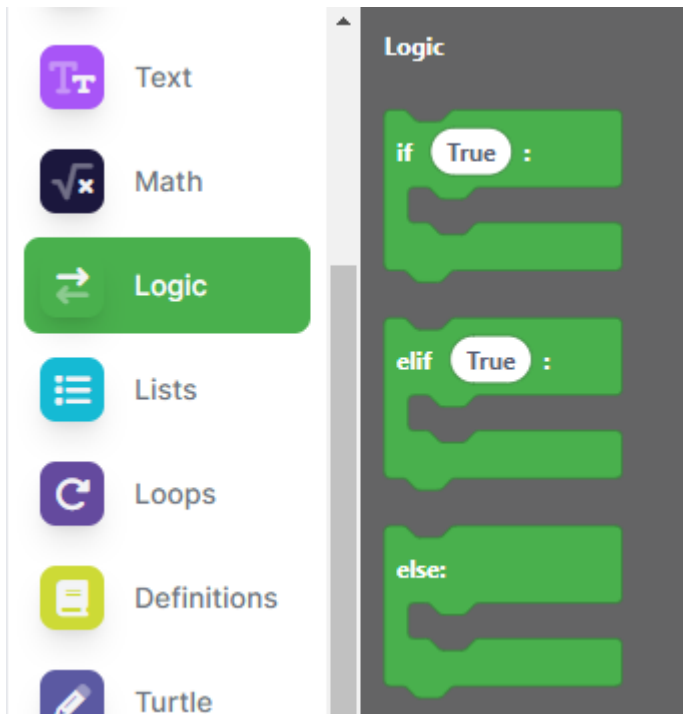 Text
Math
Logic
Lists
Loops
Definitions
Turtle
Logic
if True :
elif True :
else: